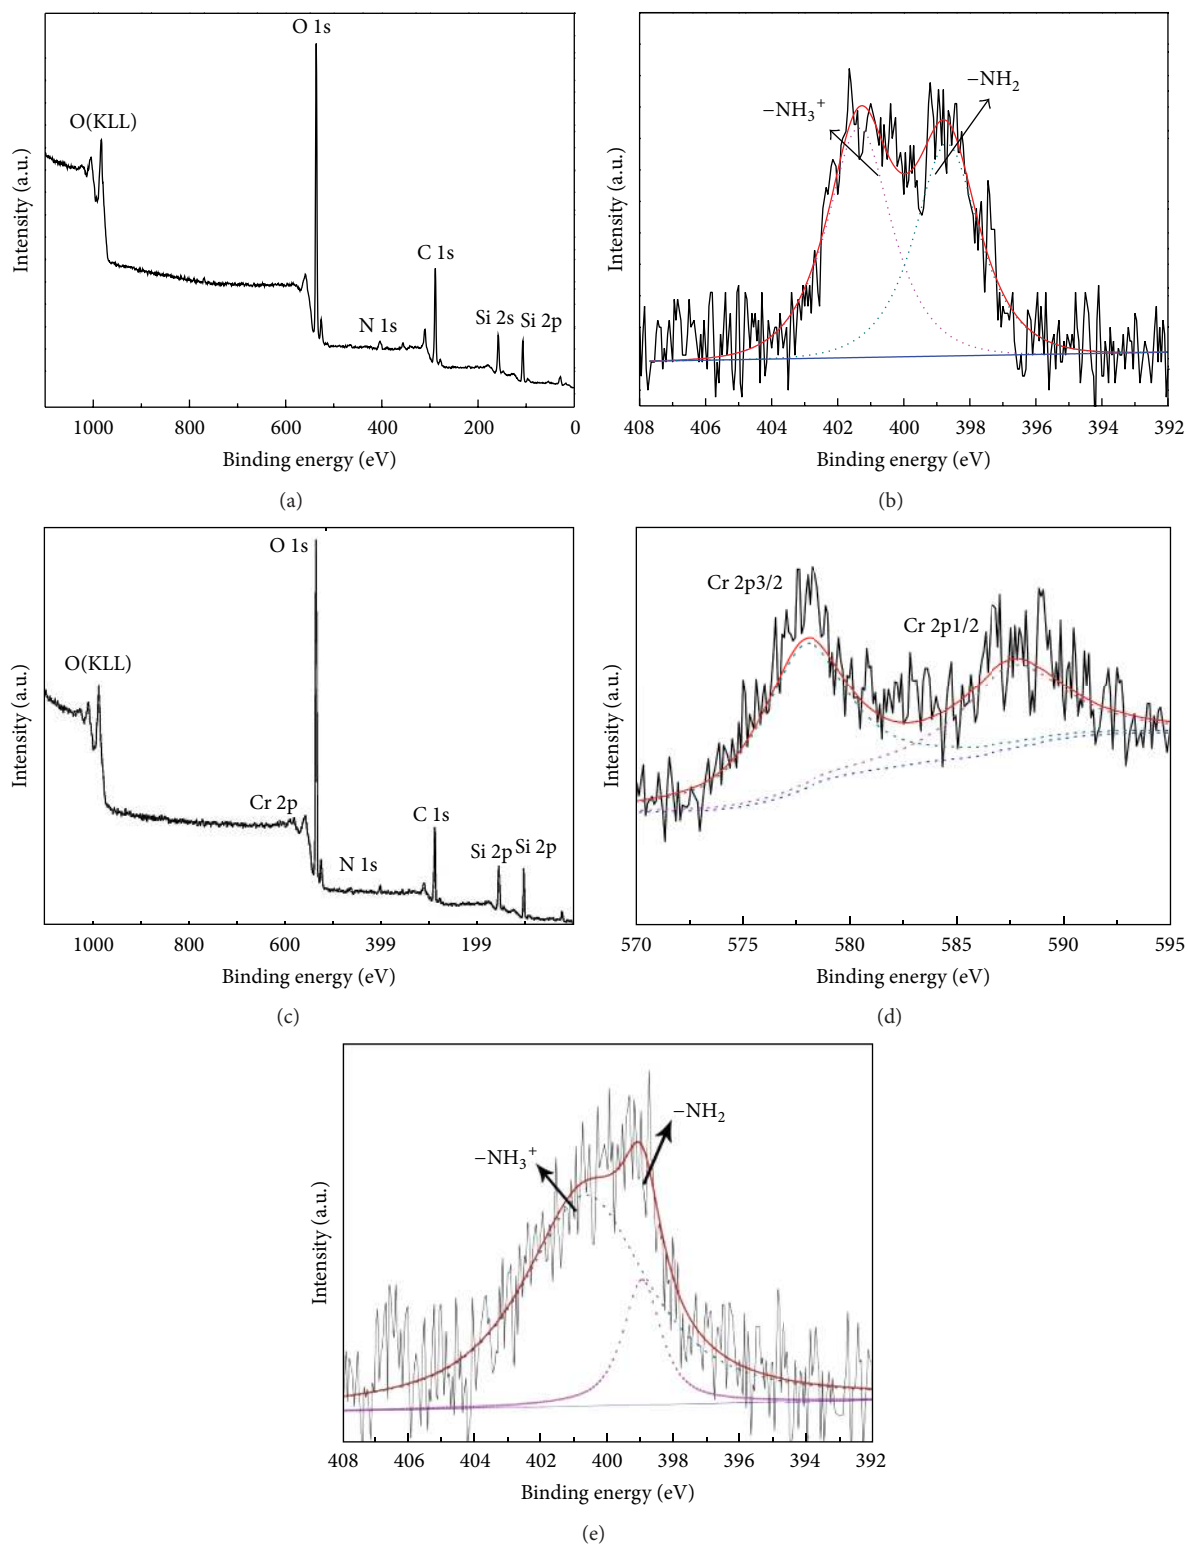 O 1s
O(KLL)
C 1s
N 1s
Si 2s
Si 2p
Intensity (a.u.)
1000 800 600 400 200 0
Binding energy (eV)
(a)
−NH3+
−NH2
Intensity (a.u.)
408 406 404 402 400 398 396 394 392
Binding energy (eV)
(b)
O 1s
O(KLL)
Cr 2p
C 1s
N 1s
Si 2p
Si 2p
Intensity (a.u.)
1000 800 600 399 199
Binding energy (eV)
(c)
Cr 2p3/2
Cr 2p1/2
Intensity (a.u.)
570 575 580 585 590 595
Binding energy (eV)
(d)
−NH2
−NH3+
Intensity (a.u.)
408 406 404 402 400 398 396 394 392
Binding energy (eV)
(e)